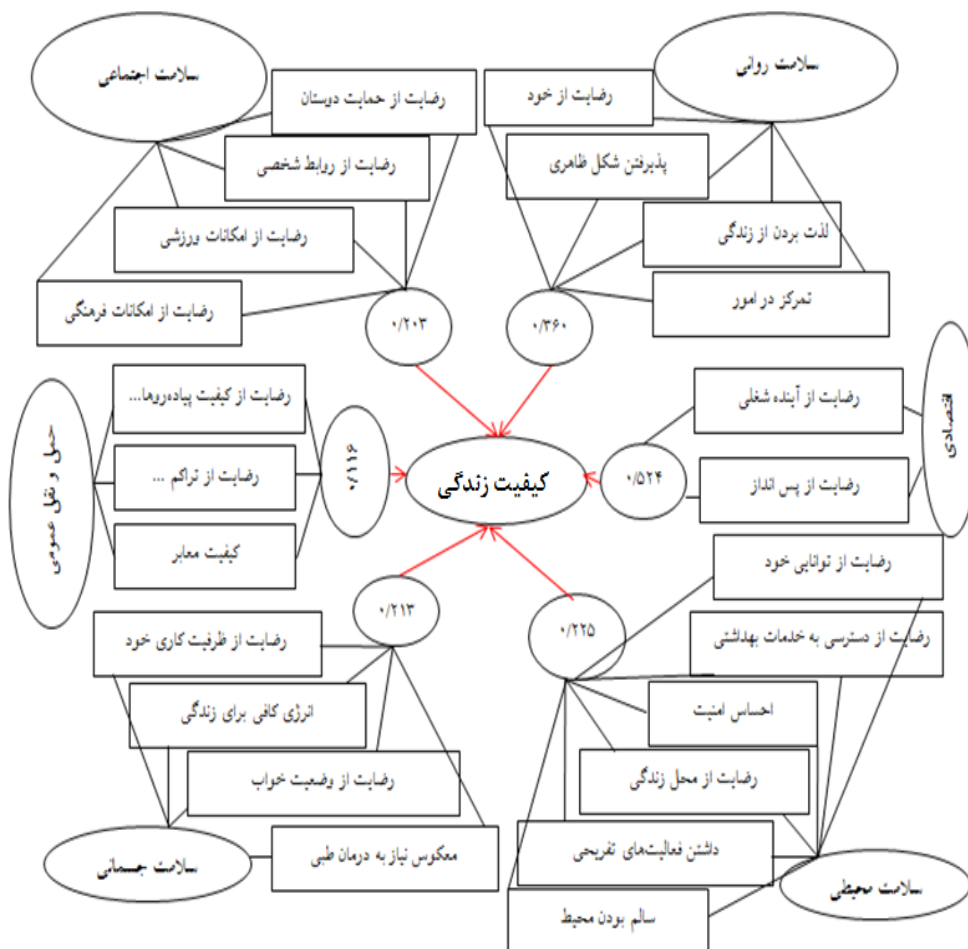 سلامت روانی
رضایت از خود
پذیرفتن شکل ظاهری
لذت بردن از زندگی
تمرکز در امور
۰/۳۶۰
سلامت اجتماعی
رضایت از حمایت دوستان
رضایت از روابط شخصی
رضایت از امکانات ورزشی
رضایت از امکانات فرهنگی
۰/۲۰۳
اقتصادی
رضایت از آینده شغلی
رضایت از پس انداز
۰/۵۲۴
کیفیت زندگی
۰/۱۱۶
رضایت از کیفیت پیاده‌روها...
رضایت از تراکم ...
کیفیت معابر
حمل و نقل عمومی
۰/۲۲۵
رضایت از توانایی خود
رضایت از دسترسی به خدمات بهداشتی
احساس امنیت
رضایت از محل زندگی
داشتن فعالیت‌های تفریحی
سالم بودن محیط
سلامت محیطی
۰/۲۱۳
رضایت از ظرفیت کاری خود
انرژی کافی برای زندگی
رضایت از وضعیت خواب
معکوس نیاز به درمان طبی
سلامت جسمانی